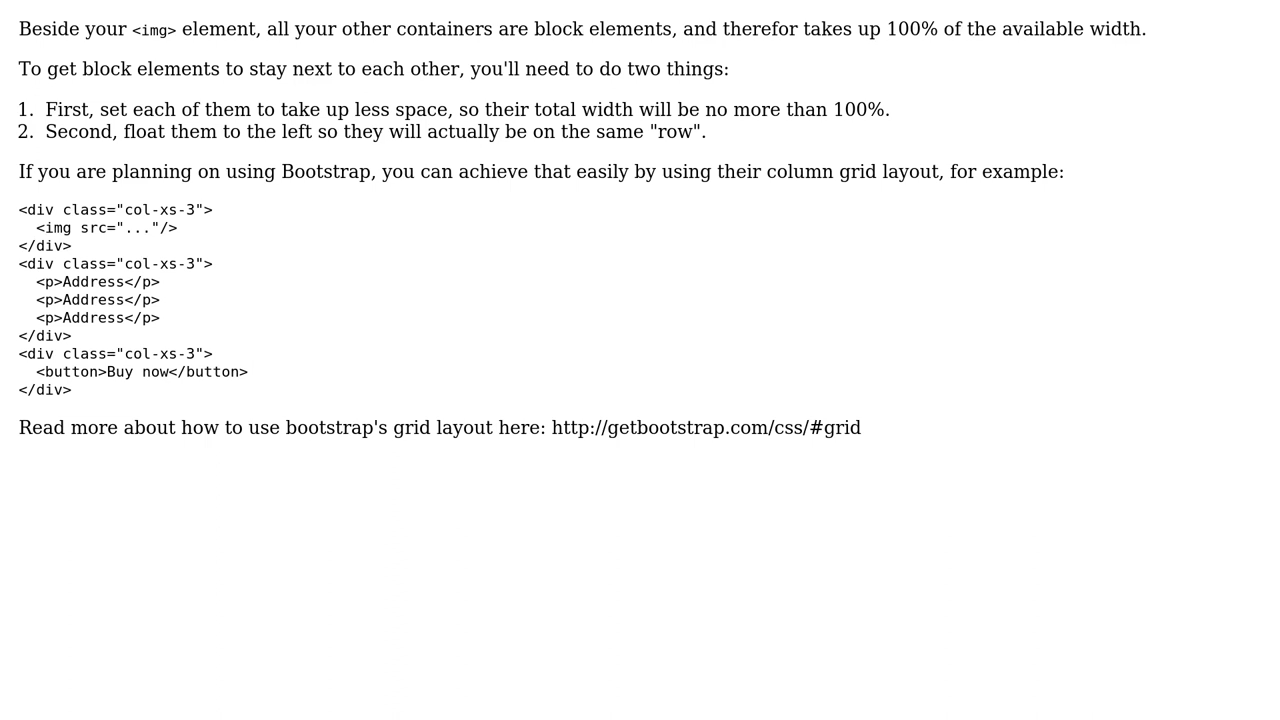 Beside your <img> element, all your other containers are block elements, and therefor takes up 100% of the available width.
To get block elements to stay next to each other, you'll need to do two things:
1. First, set each of them to take up less space, so their total width will be no more than 100%.
2. Second, float them to the left so they will actually be on the same "row".
If you are planning on using Bootstrap, you can achieve that easily by using their column grid layout, for example:
<div class="col-xs-3">
  <img src="..."/>
</div>
<div class="col-xs-3">
  <p>Address</p>
  <p>Address</p>
  <p>Address</p>
</div>
<div class="col-xs-3">
  <button>Buy now</button>
</div>
Read more about how to use bootstrap's grid layout here: http://getbootstrap.com/css/#grid